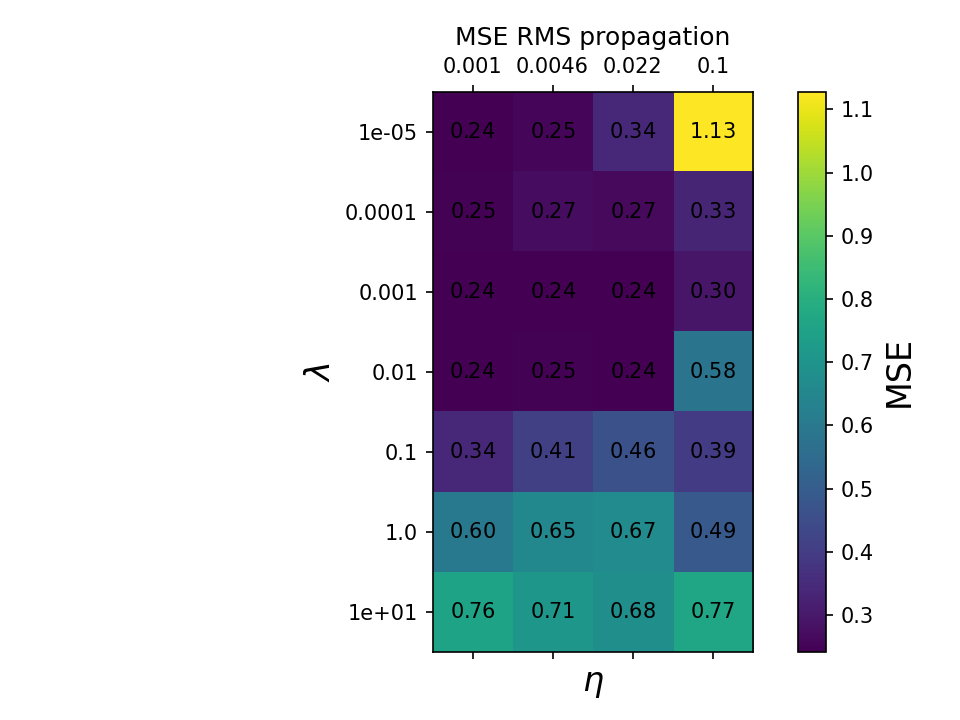 MSE RMS propagation
0.001 0.0046 0.022 0.1
1e-05 0.24 0.25 0.34 1.13
0.0001 0.25 0.27 0.27 0.33
0.001 0.24 0.24 0.24 0.30
0.01 0.24 0.25 0.24 0.58
0.1 0.34 0.41 0.46 0.39
1.0 0.60 0.65 0.67 0.49
1e+01 0.76 0.71 0.68 0.77
λ
η
1.1
1.0
0.9
0.8
0.7
0.6
0.5
0.4
0.3
MSE